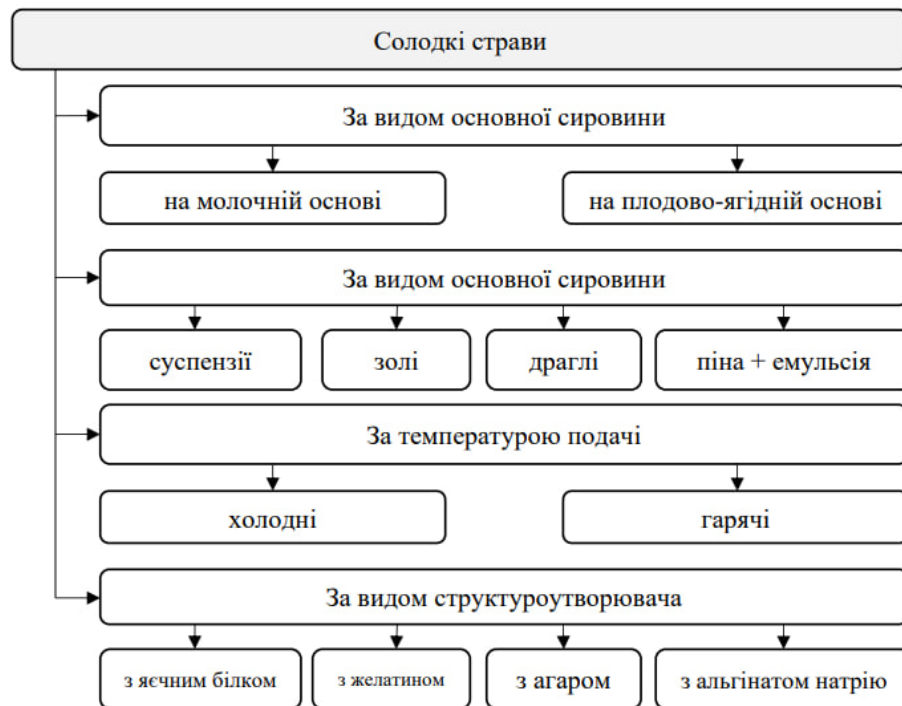 Солодкі страви
За видом основної сировини
на молочній основі
на плодово-ягідній основі
За видом основної сировини
суспензії
золі
драглі
піна + емульсія
За температурою подачі
холодні
гарячі
За видом структуроутворювача
з яєчним білком
з желатином
з агаром
з альгінатом натрію